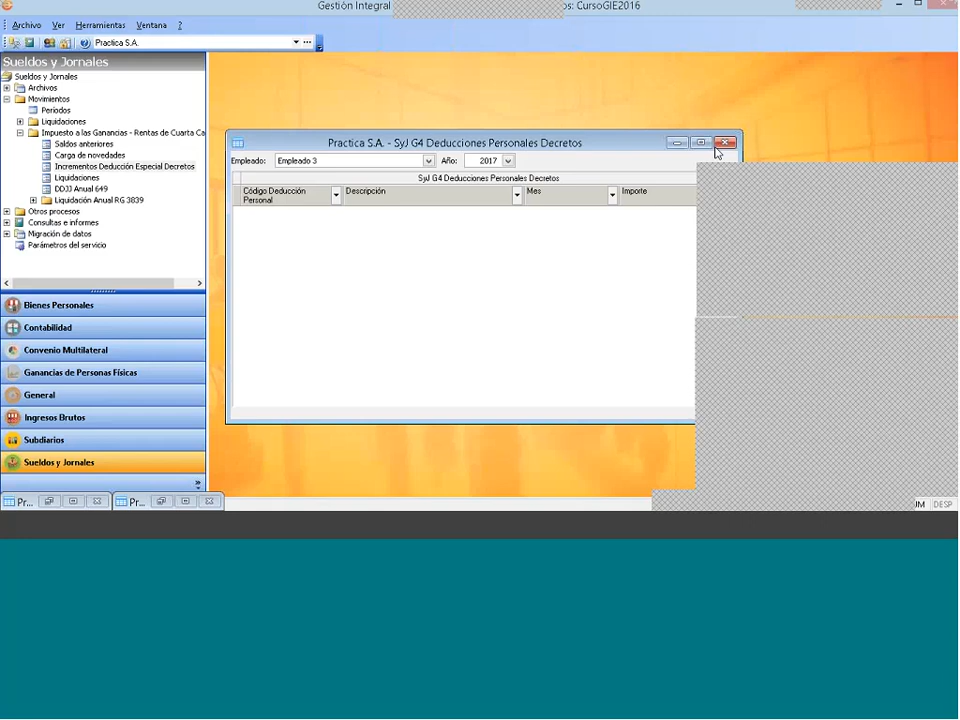 Gestión Integral
os: CursoGIE2016
Archivo Ver Herramientas Ventana ?
Practica S.A.
Sueldos y Jornales
Sueldos y Jornales
Archivos
Movimientos
Períodos
Liquidaciones
Impuesto a las Ganancias - Rentas de Cuarta Ca
Saldos anteriores
Carga de novedades
Incrementos Deducción Especial Decretos
Liquidaciones
DDJJ Anual 649
Liquidación Anual RG 3839
Otros procesos
Consultas e informes
Migración de datos
Parámetros del servicio
Bienes Personales
Contabilidad
Convenio Multilateral
Ganancias de Personas Físicas
General
Ingresos Brutos
Subdiarios
Sueldos y Jornales
Pr... Pr...
Practica S.A. - SyJ G4 Deducciones Personales Decretos
Empleado: Empleado 3 Año: 2017
SyJ G4 Deducciones Personales Decretos
Código Deducción Personal Descripción Mes Importe
IM DESP